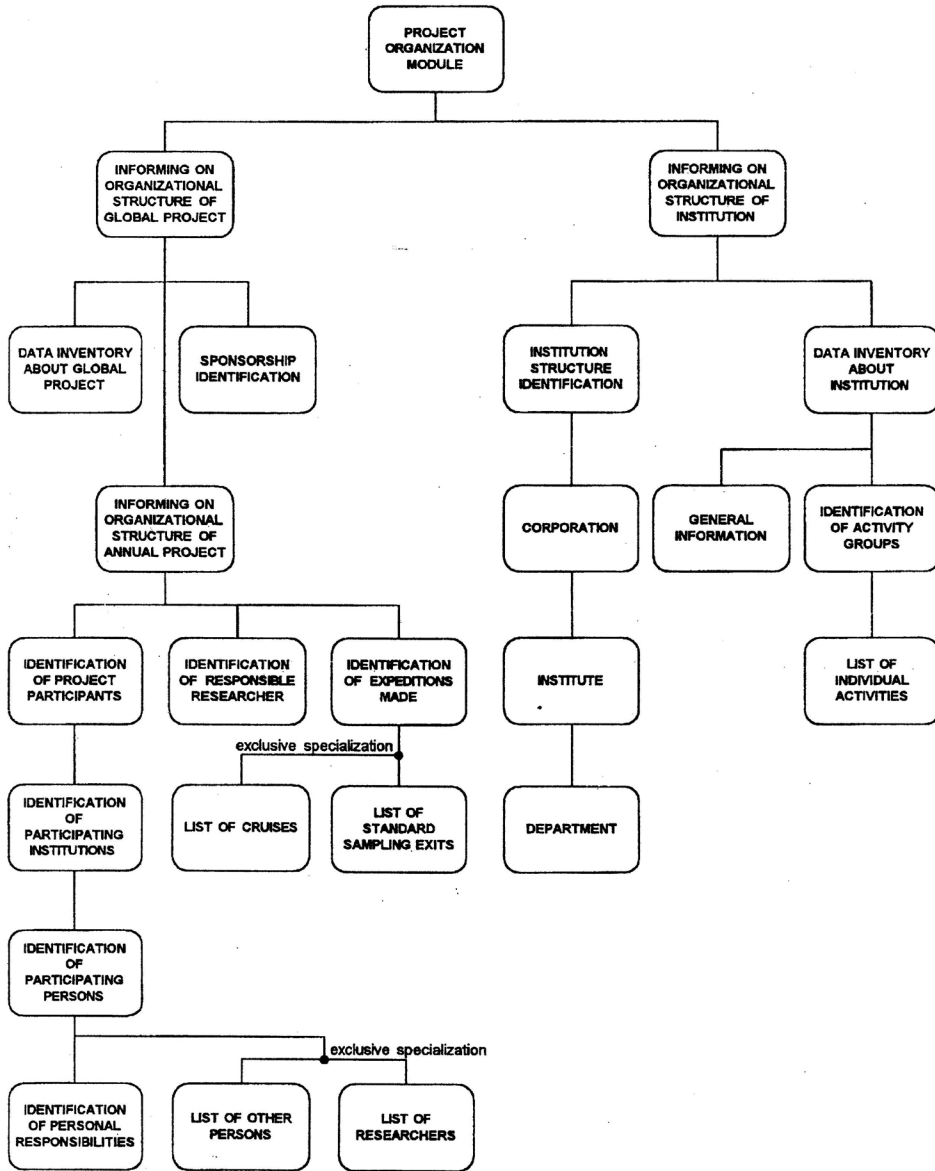 PROJECT
ORGANIZATION
MODULE
INFORMING ON
ORGANIZATIONAL
STRUCTURE OF
GLOBAL PROJECT
INFORMING ON
ORGANIZATIONAL
STRUCTURE OF
INSTITUTION
DATA INVENTORY
ABOUT GLOBAL
PROJECT
SPONSORSHIP
IDENTIFICATION
INSTITUTION
STRUCTURE
IDENTIFICATION
DATA INVENTORY
ABOUT
INSTITUTION
INFORMING ON
ORGANIZATIONAL
STRUCTURE OF
ANNUAL PROJECT
CORPORATION
GENERAL
INFORMATION
IDENTIFICATION
OF ACTIVITY
GROUPS
IDENTIFICATION
OF PROJECT
PARTICIPANTS
IDENTIFICATION
OF RESPONSIBLE
RESEARCHER
IDENTIFICATION
OF EXPEDITIONS
MADE
INSTITUTE
LIST OF
INDIVIDUAL
ACTIVITIES
exclusive specialization
IDENTIFICATION
OF
PARTICIPATING
INSTITUTIONS
LIST OF CRUISES
LIST OF
STANDARD
SAMPLING EXITS
DEPARTMENT
IDENTIFICATION
OF
PARTICIPATING
PERSONS
exclusive specialization
IDENTIFICATION
OF PERSONAL
RESPONSIBILITIES
LIST OF OTHER
PERSONS
LIST OF
RESEARCHERS